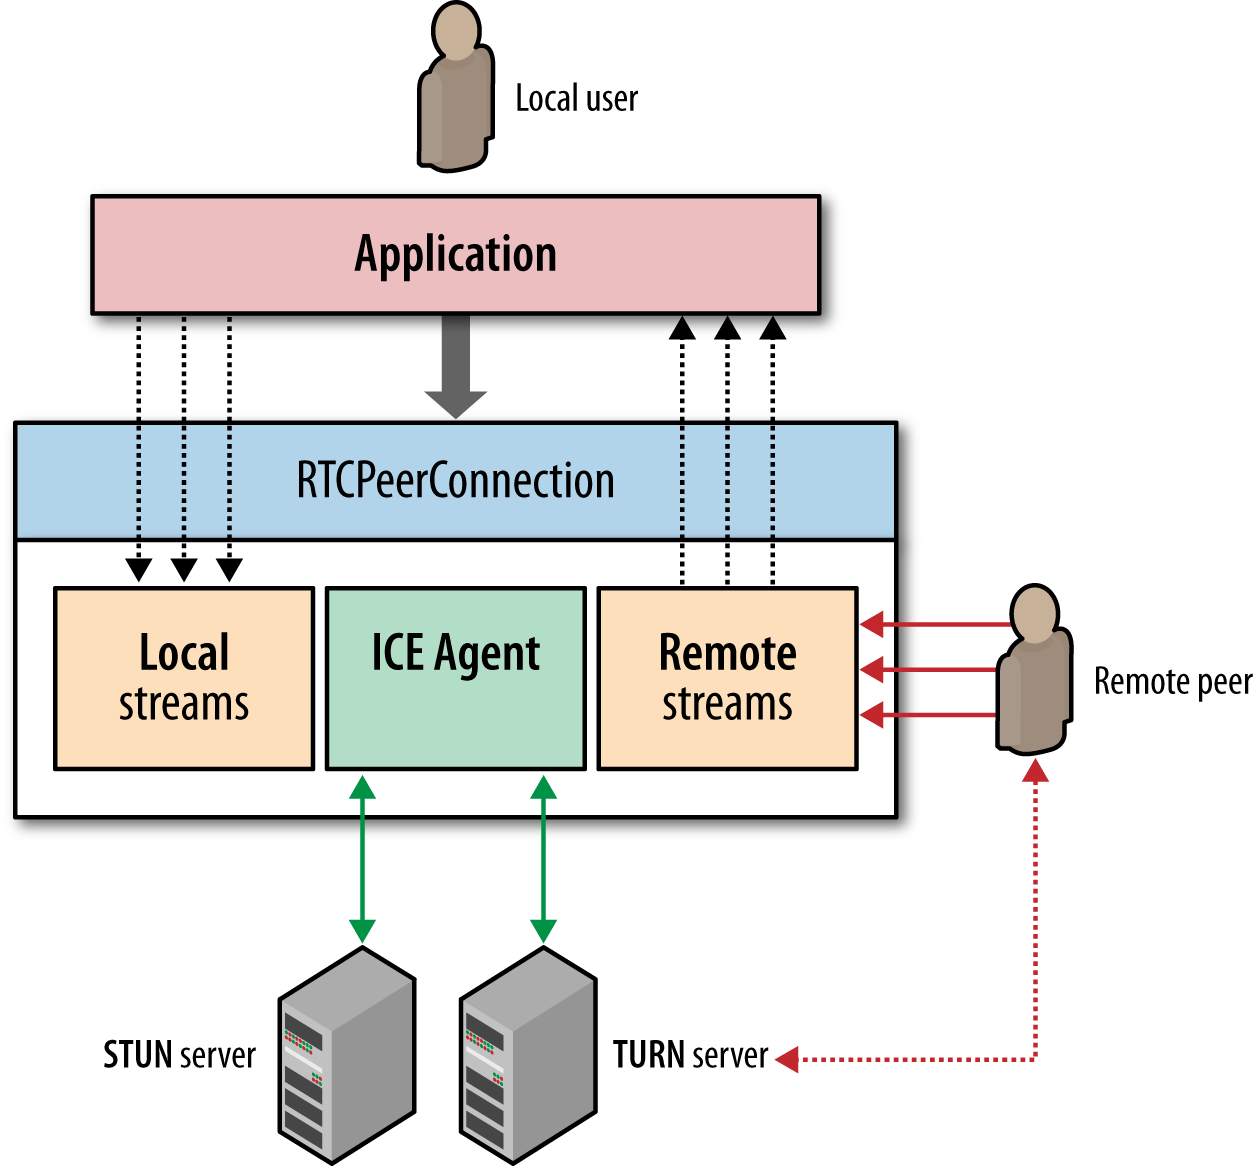 Local user
Application
RTCPeerConnection
Local
streams
ICE Agent
Remote
streams
Remote peer
STUN server
TURN server